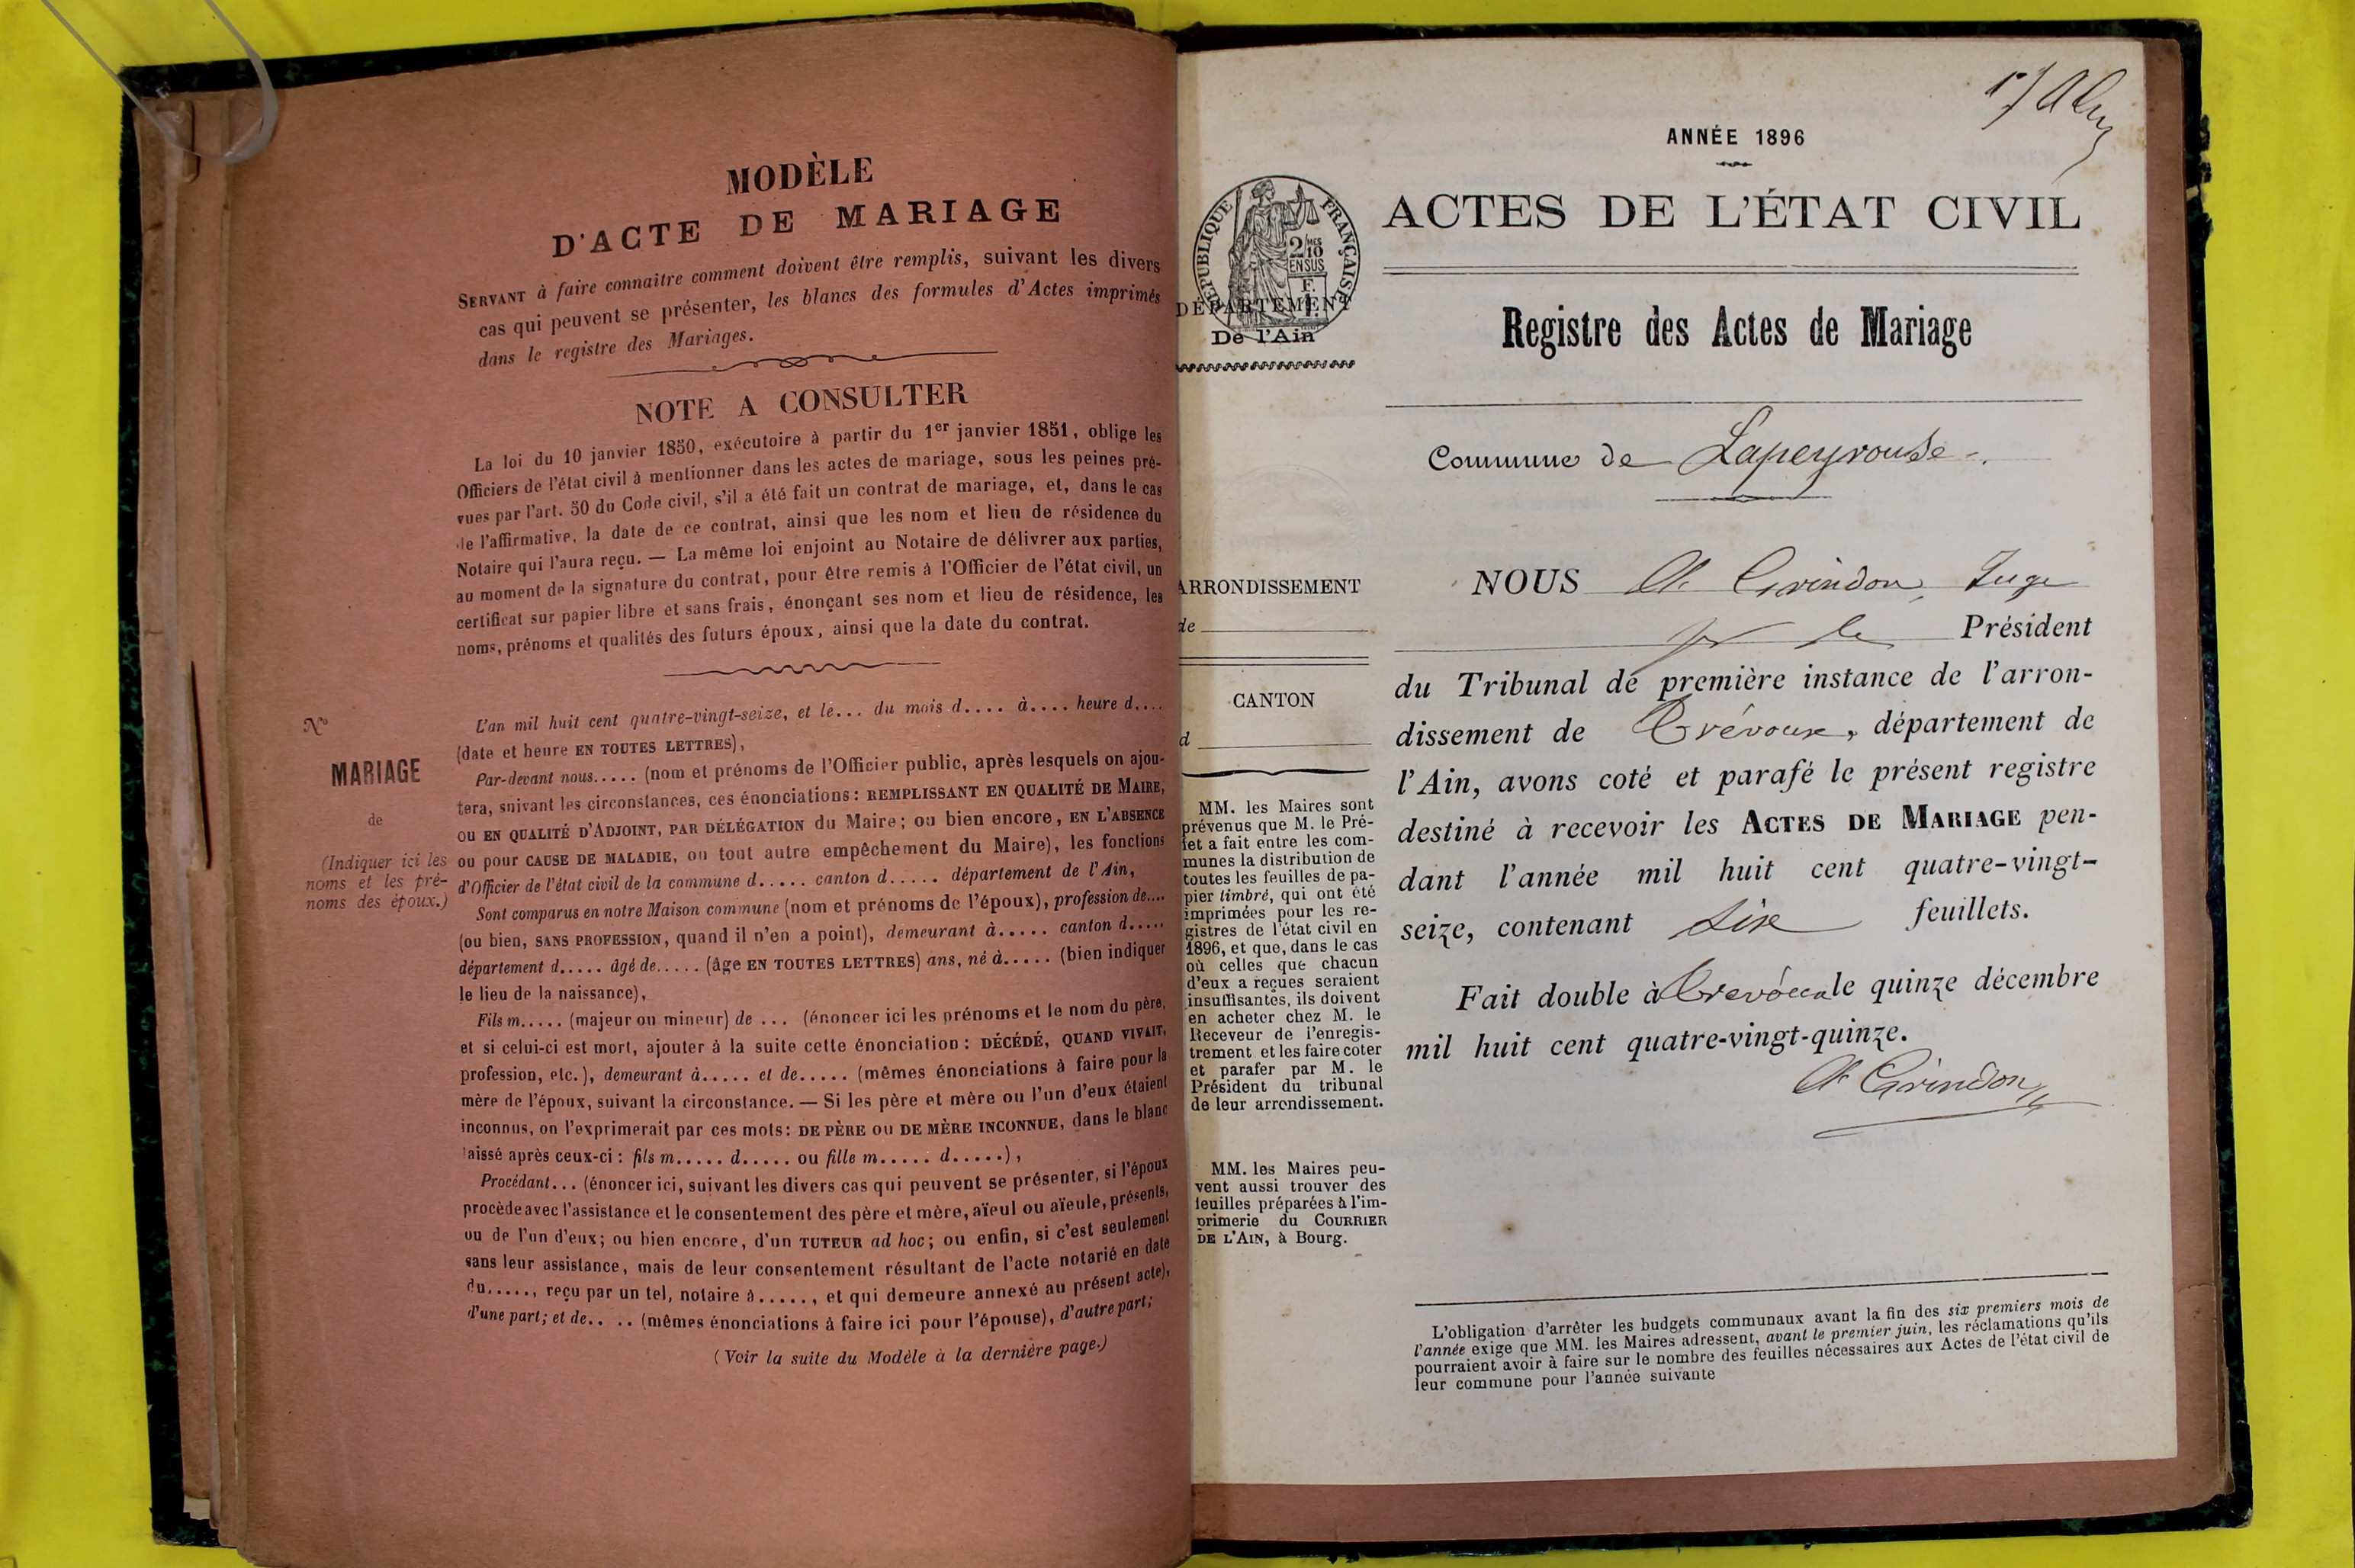 MODÈLE
D'ACTE DE MARIAGE
SERVANT à faire connaître comment doivent être remplis, suivant les divers
cas qui peuvent se présenter, les blancs des formules d'Actes imprimés
dans le registre des Mariages.
NOTE A CONSULTER
La loi du 10 janvier 1850, exécutoire à partir du 1er janvier 1851, oblige les
Officiers de l'état civil à mentionner dans les actes de mariage, sous les peines pré-
vues par l'art. 50 du Code civil, s'il a été fait un contrat de mariage, et, dans le cas
de l'affirmative, la date de ce contrat, ainsi que les nom et lieu de résidence du
Notaire qui l'aura reçu. — La même loi enjoint au Notaire de délivrer aux parties,
au moment de la signature du contrat, pour être remis à l'Officier de l'état civil, un
certificat sur papier libre et sans frais, énonçant ses nom et lieu de résidence, les
noms, prénoms et qualités des futurs époux, ainsi que la date du contrat.
N°
MARIAGE
de
(Indiquer ici les
noms et les pré-
noms des époux.)
L'an mil huit cent quatre-vingt-seize, et le... du mois d.... à.... heure d....
(date et heure EN TOUTES LETTRES),
Par-devant nous..... (nom et prénoms de l'Officier public, après lesquels on ajou-
tera, suivant les circonstances, ces énonciations: REMPLISSANT EN QUALITÉ DE MAIRE,
OU EN QUALITÉ D'ADJOINT, PAR DÉLÉGATION du Maire; ou bien encore, EN L'ABSENCE
ou pour CAUSE DE MALADIE, ou tout autre empêchement du Maire), les fonctions
d'Officier de l'état civil de la commune d..... canton d..... département de l'Ain,
Sont comparus en notre Maison commune (nom et prénoms de l'époux), profession de....
(ou bien, SANS PROFESSION, quand il n'en a point), demeurant à..... canton d.....
département d..... âgé de..... (âge EN TOUTES LETTRES) ans, né à..... (bien indiquer
le lieu de la naissance),
Fils m..... (majeur ou mineur) de ... (énoncer ici les prénoms et le nom du père,
et si celui-ci est mort, ajouter à la suite cette énonciation: DÉCÉDÉ, QUAND VIVAIT,
profession, etc.), demeurant à..... et de..... (mêmes énonciations à faire pour la
mère de l'époux, suivant la circonstance. — Si les père et mère ou l'un d'eux étaient
inconnus, on l'exprimerait par ces mots: DE PÈRE OU DE MÈRE INCONNUE, dans le blanc
laissé après ceux-ci: fils m..... d..... ou fille m..... d.....),
Procédant... (énoncer ici, suivant les divers cas qui peuvent se présenter, si l'époux
procède avec l'assistance et le consentement des père et mère, aïeul ou aïeule, présents,
ou de l'un d'eux; ou bien encore, d'un TUTEUR ad hoc; ou enfin, si c'est seulement
sans leur assistance, mais de leur consentement résultant de l'acte notarié en date
du....., reçu par un tel, notaire à....., et qui demeure annexé au présent acte),
d'une part; et de.. .. (mêmes énonciations à faire ici pour l'épouse), d'autre part;
(Voir la suite du Modèle à la dernière page.)
ANNÉE 1896
RÉPUBLIQUE FRANÇAISE
2/10 MES
EN SUS
DÉPARTEMENT
De l'Ain
ACTES DE L'ÉTAT CIVIL
Registre des Actes de Mariage
Commune de Lapeyrouse
ARRONDISSEMENT
de
CANTON
d
MM. les Maires sont
prévenus que M. le Pré-
fet a fait entre les com-
munes la distribution de
toutes les feuilles de pa-
pier timbré, qui ont été
imprimées pour les re-
gistres de l'état civil en
1896, et que, dans le cas
où celles que chacun
d'eux a reçues seraient
insuffisantes, ils doivent
en acheter chez M. le
Receveur de l'enregis-
trement et les faire coter
et parafer par M. le
Président du tribunal
de leur arrondissement.
MM. les Maires peu-
vent aussi trouver des
feuilles préparées à l'im-
primerie du COURRIER
DE L'AIN, à Bourg.
NOUS Grindon, Juge
pr le Président
du Tribunal de première instance de l'arron-
dissement de Trévoux, département de
l'Ain, avons coté et parafé le présent registre
destiné à recevoir les ACTES DE MARIAGE pen-
dant l'année mil huit cent quatre-vingt-
seize, contenant six feuillets.
Fait double à Trévoux le quinze décembre
mil huit cent quatre-vingt-quinze.
Grindon
L'obligation d'arrêter les budgets communaux avant la fin des six premiers mois de
l'année exige que MM. les Maires adressent, avant le premier juin, les réclamations qu'ils
pourraient avoir à faire sur le nombre des feuilles nécessaires aux Actes de l'état civil de
leur commune pour l'année suivante